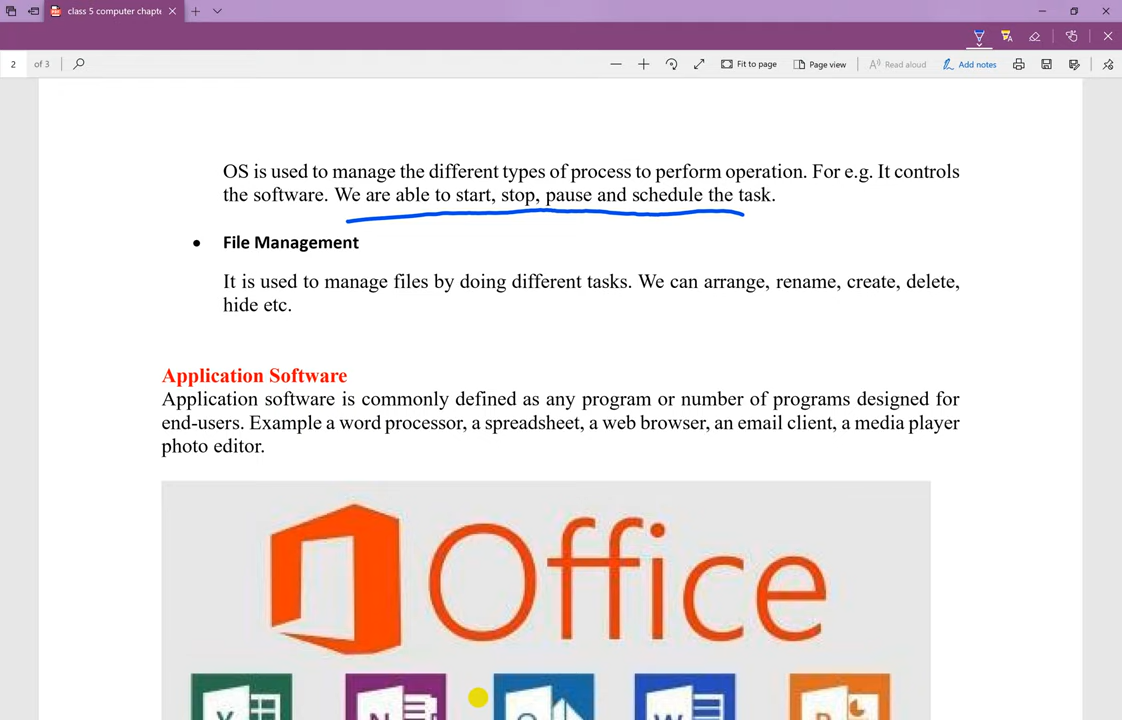 class 5 computer chapte
2 of 3
Fit to page
Page view
Read aloud
Add notes
OS is used to manage the different types of process to perform operation. For e.g. It controls
the software. We are able to start, stop, pause and schedule the task.
• File Management
It is used to manage files by doing different tasks. We can arrange, rename, create, delete,
hide etc.
Application Software
Application software is commonly defined as any program or number of programs designed for
end-users. Example a word processor, a spreadsheet, a web browser, an email client, a media player
photo editor.
Office